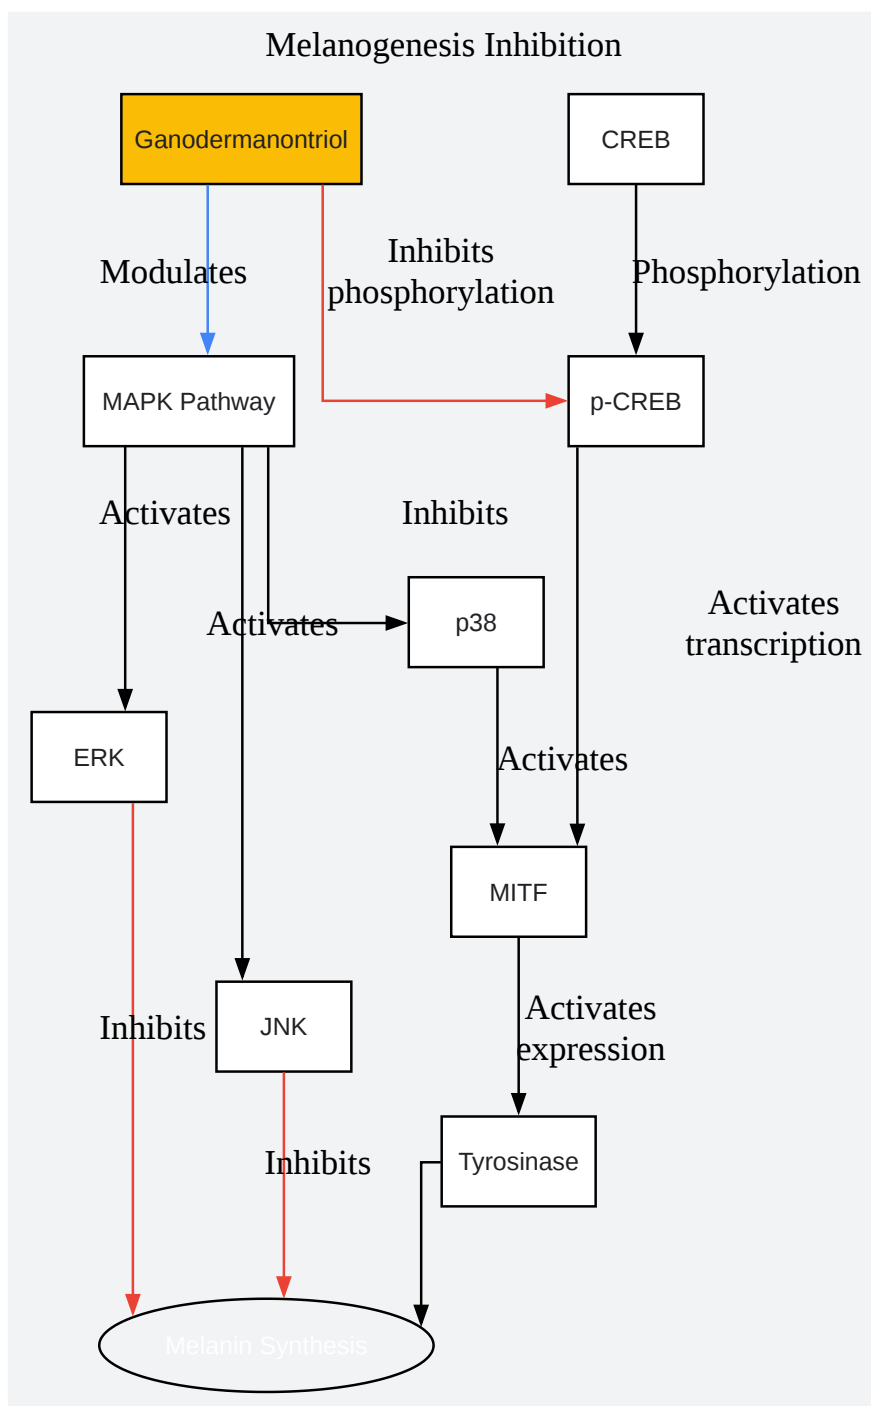 Melanogenesis Inhibition
Ganodermanontriol
CREB
Modulates
Inhibits
phosphorylation
Phosphorylation
MAPK Pathway
p-CREB
Activates
Inhibits
Activates
p38
Activates
transcription
ERK
Activates
MITF
Inhibits
JNK
Activates
expression
Inhibits
Tyrosinase
Melanin Synthesis